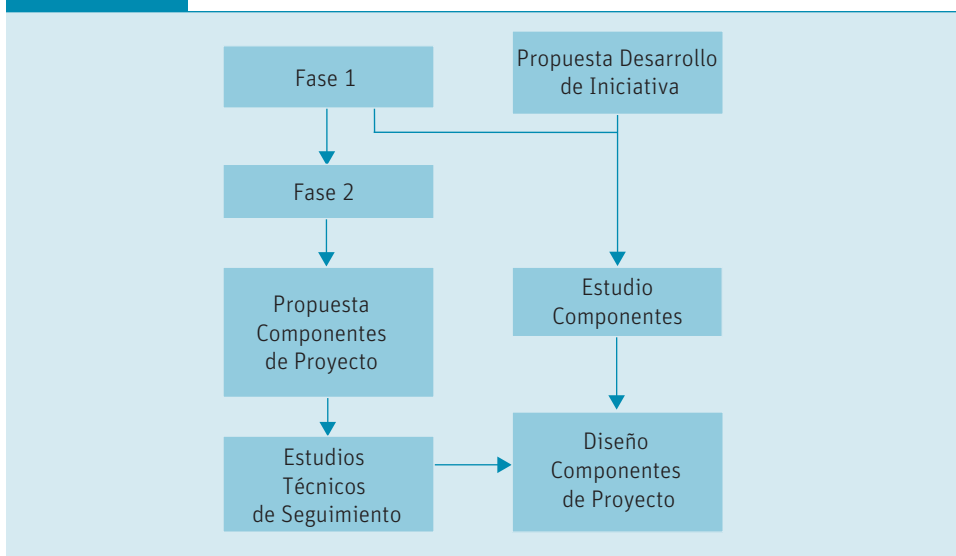 Fase 1
Propuesta Desarrollo
de Iniciativa
Fase 2
Propuesta
Componentes
de Proyecto
Estudio
Componentes
Estudios
Técnicos
de Seguimiento
Diseño
Componentes
de Proyecto